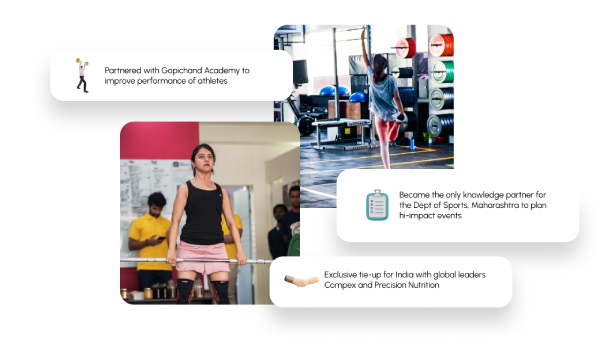 Partnered with Gopichand Academy to
improve performance of athletes
Became the only knowledge partner for
the Dept of Sports, Maharashtra to plan
hi-impact events
Exclusive tie-up for India with global leaders
Compex and Precision Nutrition